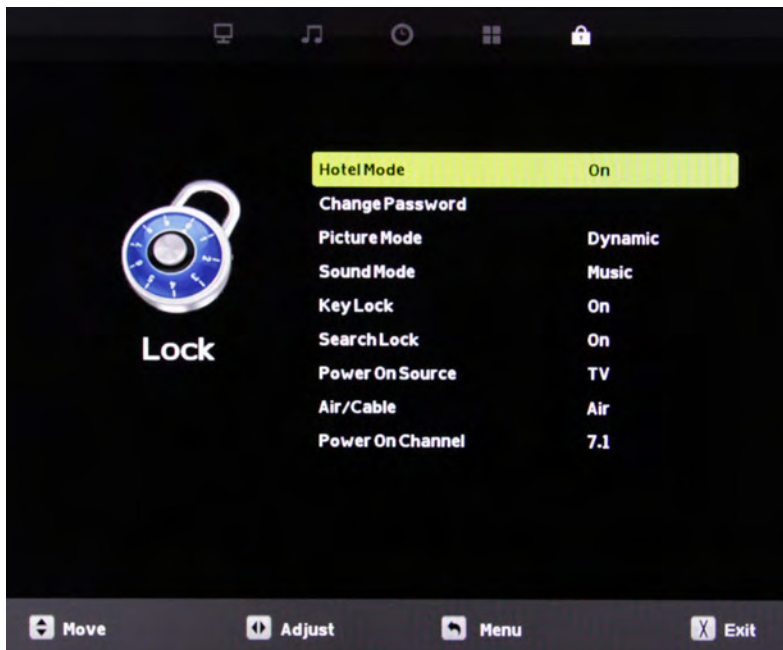 Hotel Mode On
Change Password
Picture Mode Dynamic
Sound Mode Music
Key Lock On
Search Lock On
Power On Source TV
Air/Cable Air
Power On Channel 7.1
Lock
Move Adjust Menu X Exit